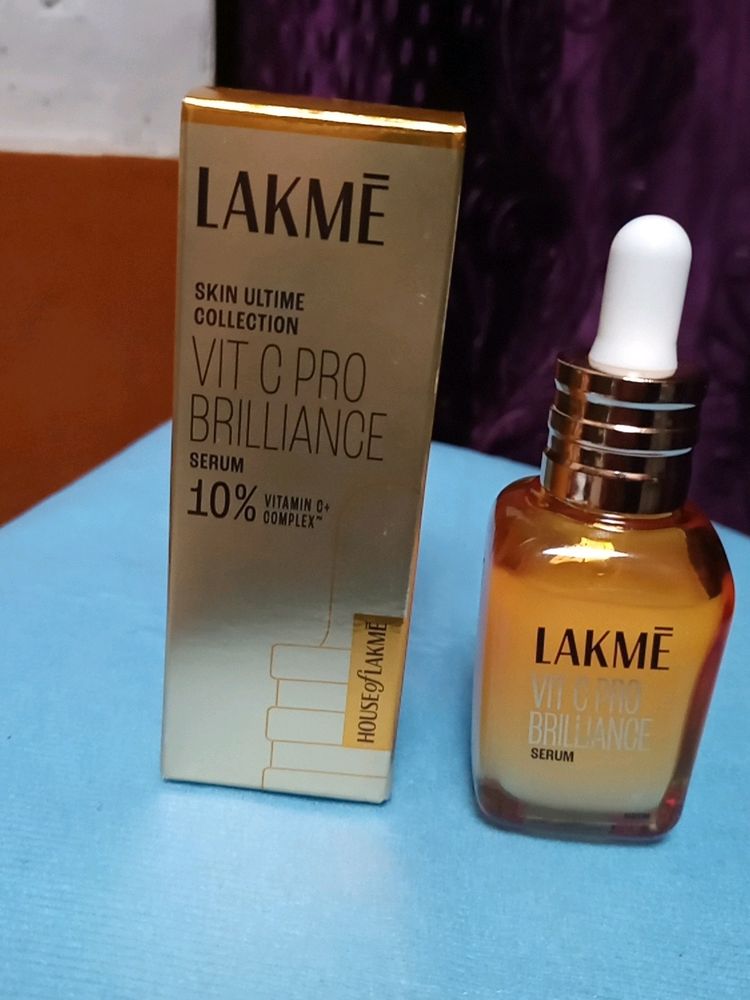 LAKMĒ
SKIN ULTIME
COLLECTION
VIT C PRO
BRILLIANCE
SERUM
10% VITAMIN C+
COMPLEX™
HOUSE of LAKMĒ
LAKMĒ
VIT C PRO
BRILLIANCE
SERUM